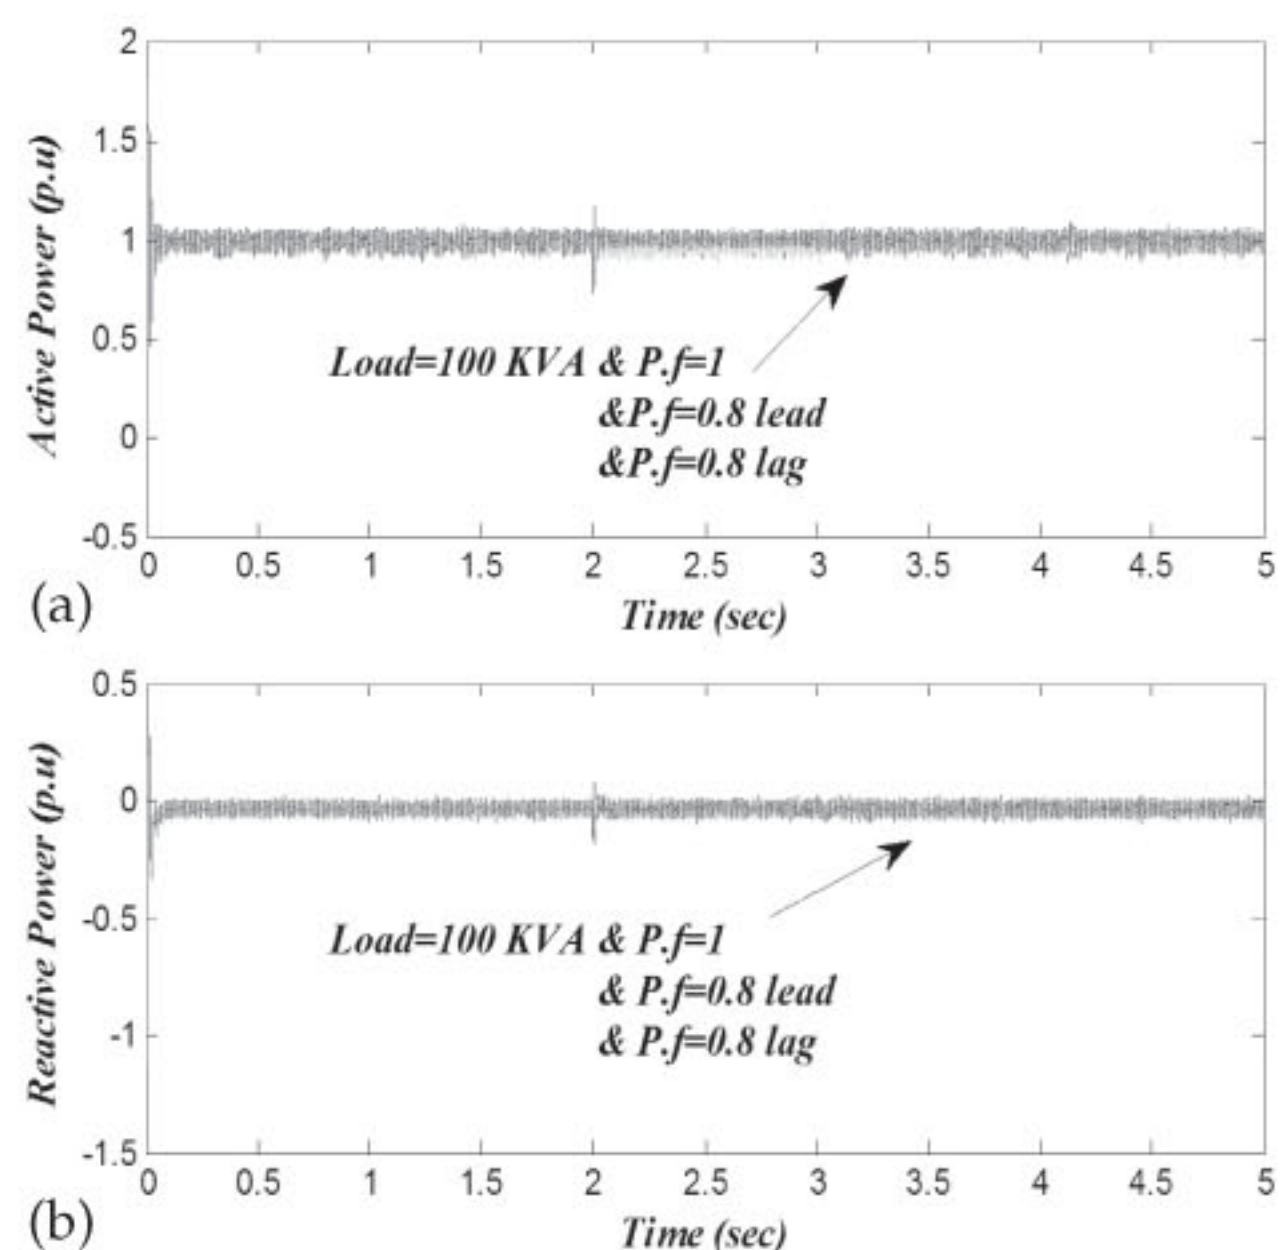 2
1.5
1
0.5
0
-0.5
Active Power (p.u)
Load=100 KVA & P.f=1
&P.f=0.8 lead
&P.f=0.8 lag
0 0.5 1 1.5 2 2.5 3 3.5 4 4.5 5
(a)
Time (sec)
0.5
0
-0.5
-1
-1.5
Reactive Power (p.u)
Load=100 KVA & P.f=1
& P.f=0.8 lead
& P.f=0.8 lag
0 0.5 1 1.5 2 2.5 3 3.5 4 4.5 5
(b)
Time (sec)